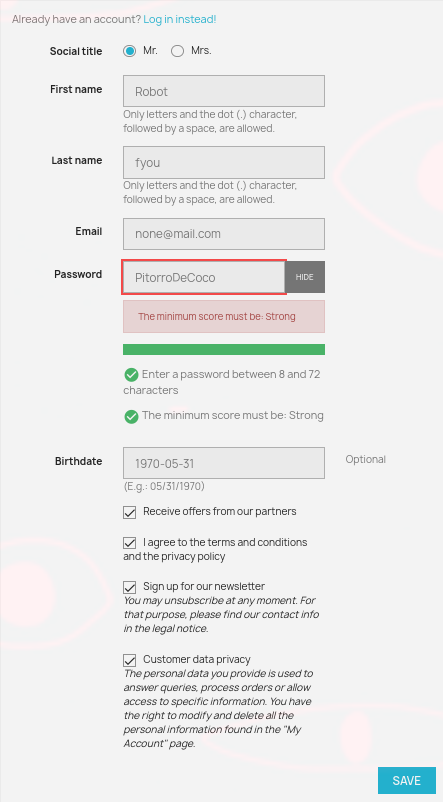 Already have an account? Log in instead!
Social title Mr. Mrs.
First name Robot
Only letters and the dot (.) character,
followed by a space, are allowed.
Last name fyou
Only letters and the dot (.) character,
followed by a space, are allowed.
Email none@mail.com
Password PitorroDeCoco HIDE
The minimum score must be: Strong
Enter a password between 8 and 72
characters
The minimum score must be: Strong
Birthdate 1970-05-31 Optional
(E.g.: 05/31/1970)
Receive offers from our partners
I agree to the terms and conditions
and the privacy policy
Sign up for our newsletter
You may unsubscribe at any moment. For
that purpose, please find our contact info
in the legal notice.
Customer data privacy
The personal data you provide is used to
answer queries, process orders or allow
access to specific information. You have
the right to modify and delete all the
personal information found in the "My
Account" page.
SAVE